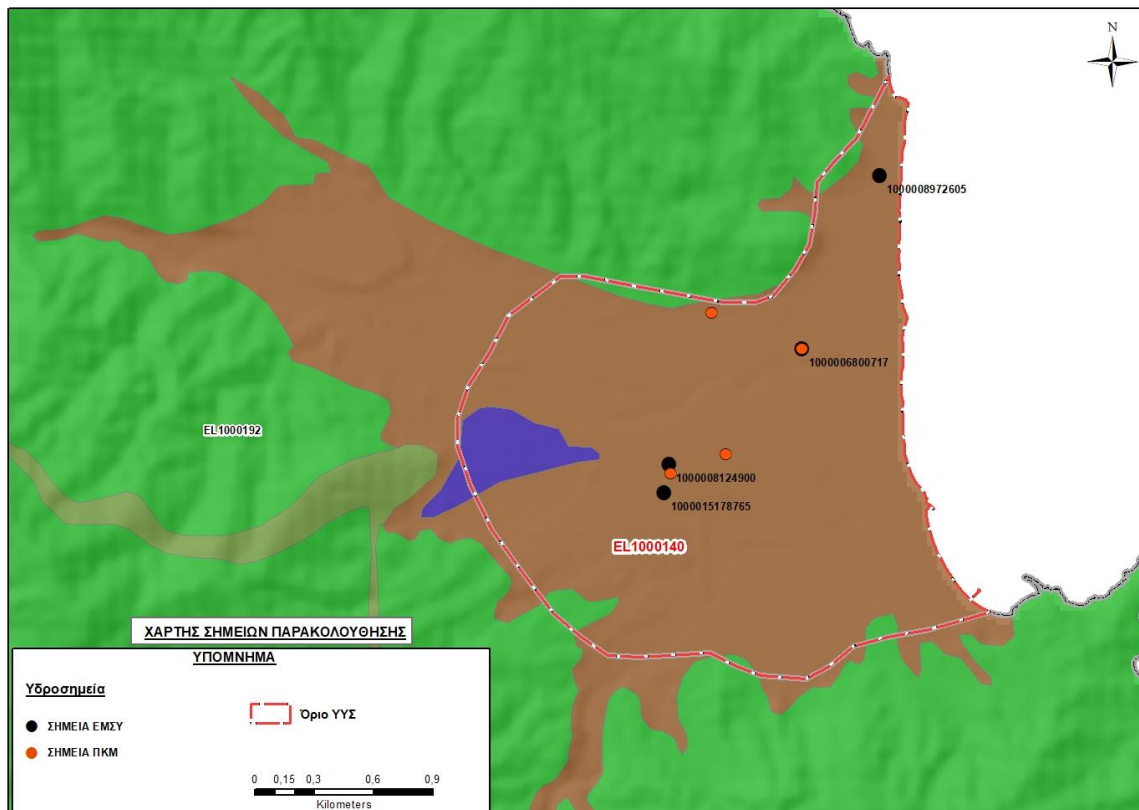 N
1000008972605
1000006800717
EL1000192
1000008124900
1000015178765
EL1000140
ΧΑΡΤΗΣ ΣΗΜΕΙΩΝ ΠΑΡΑΚΟΛΟΥΘΗΣΗΣ
ΥΠΟΜΝΗΜΑ
Υδροσημεία
ΣΗΜΕΙΑ ΕΜΣΥ
Όριο ΥΥΣ
ΣΗΜΕΙΑ ΠΚΜ
0 0,15 0,3 0,6 0,9
Kilometers